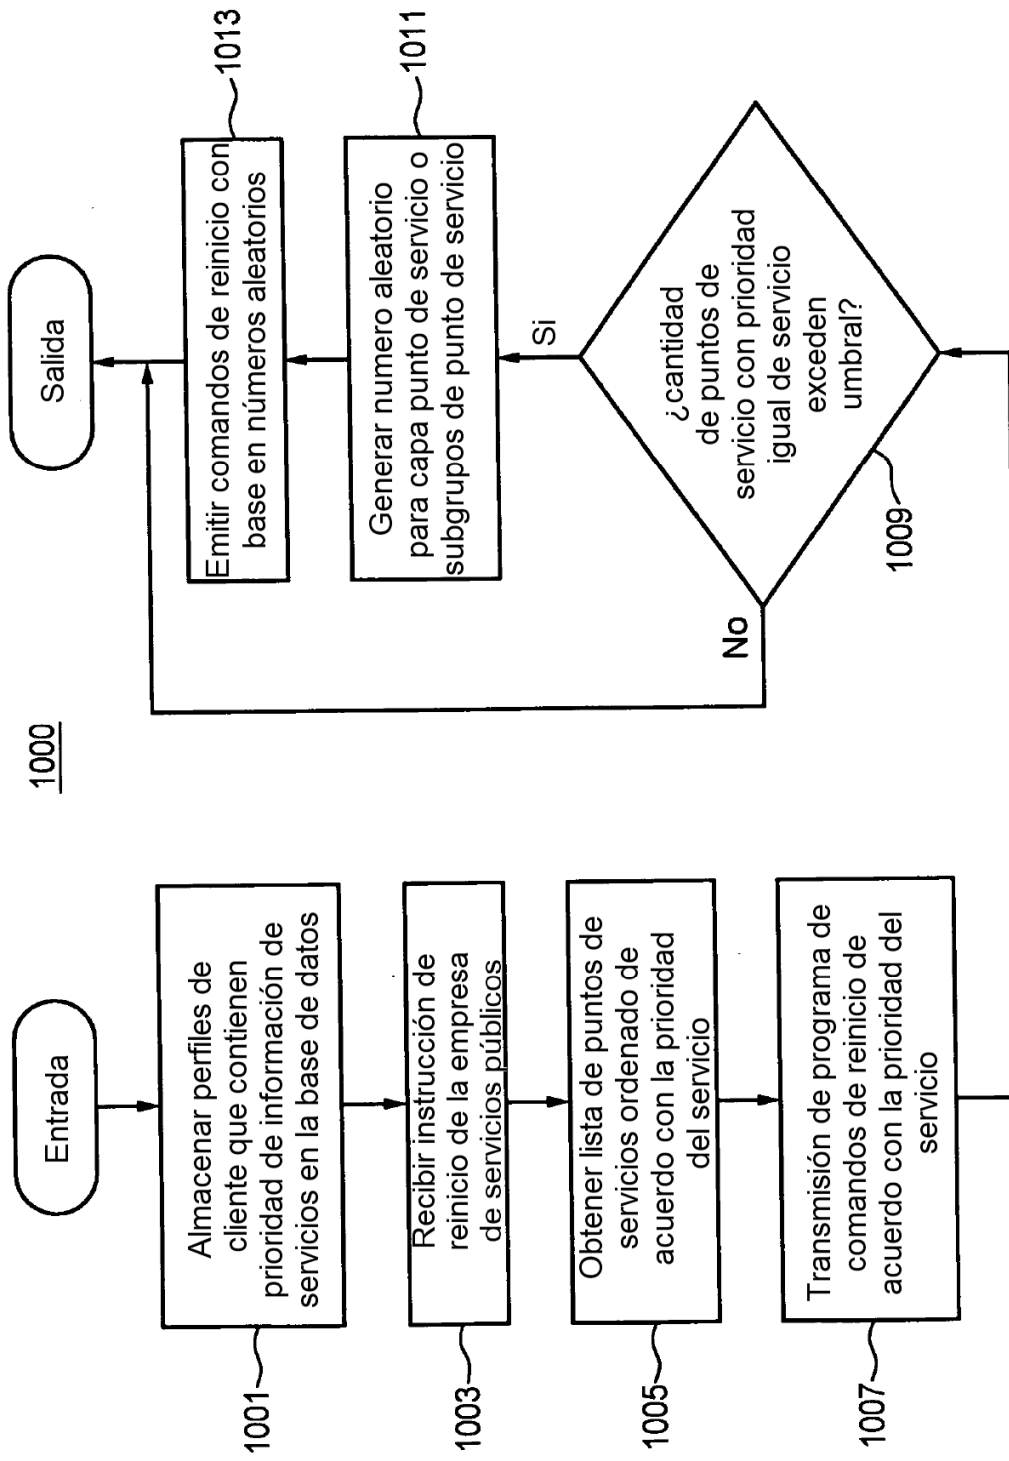 1000
Entrada
Almacenar perfiles de
cliente que contienen
prioridad de información de
servicios en la base de datos
1001
Recibir instrucción de
reinicio de la empresa
de servicios públicos
1003
Obtener lista de puntos de
servicios ordenado de
acuerdo con la prioridad
del servicio
1005
Transmisión de programa de
comandos de reinicio de
acuerdo con la prioridad del
servicio
1007
¿cantidad
de puntos de
servicio con prioridad
igual de servicio
exceden
umbral?
1009
No
Si
Generar numero aleatorio
para capa punto de servicio o
subgrupos de punto de servicio
1011
Emitir comandos de reinicio con
base en números aleatorios
1013
Salida